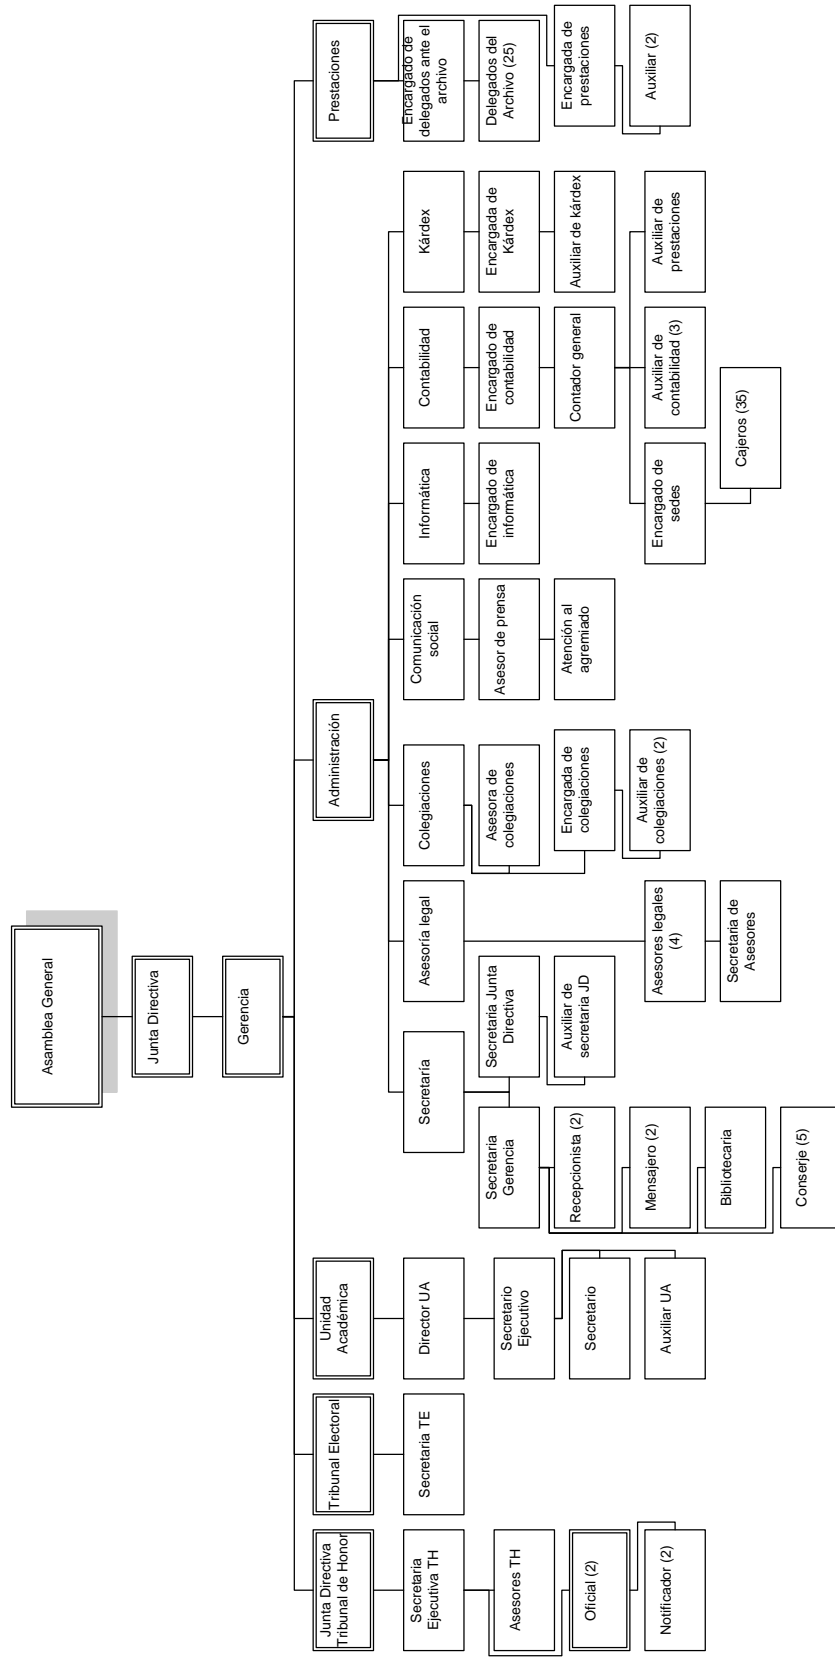 Asamblea General
Junta Directiva
Gerencia
Junta Directiva
Tribunal de Honor
Tribunal Electoral
Unidad
Académica
Administración
Prestaciones
Secretaria
Ejecutiva TH
Asesores TH
Oficial (2)
Notificador (2)
Secretaria TE
Director UA
Secretario
Ejecutivo
Secretario
Auxiliar UA
Secretaría
Secretaria
Gerencia
Recepcionista (2)
Mensajero (2)
Bibliotecaria
Conserje (5)
Secretaria Junta
Directiva
Auxiliar de
secretaria JD
Asesoría legal
Asesores legales
(4)
Secretaria de
Asesores
Colegiaciones
Asesora de
colegiaciones
Encargada de
colegiaciones
Auxiliar de
colegiaciones (2)
Comunicación
social
Asesor de prensa
Atención al
agremiado
Informática
Encargado de
informática
Contabilidad
Encargado de
contabilidad
Contador general
Encargado de
sedes
Cajeros (35)
Auxiliar de
contabilidad (3)
Auxiliar de
prestaciones
Kárdex
Encargada de
Kárdex
Auxiliar de kárdex
Encargado de
delegados ante el
archivo
Delegados del
Archivo (25)
Encargada de
prestaciones
Auxiliar (2)